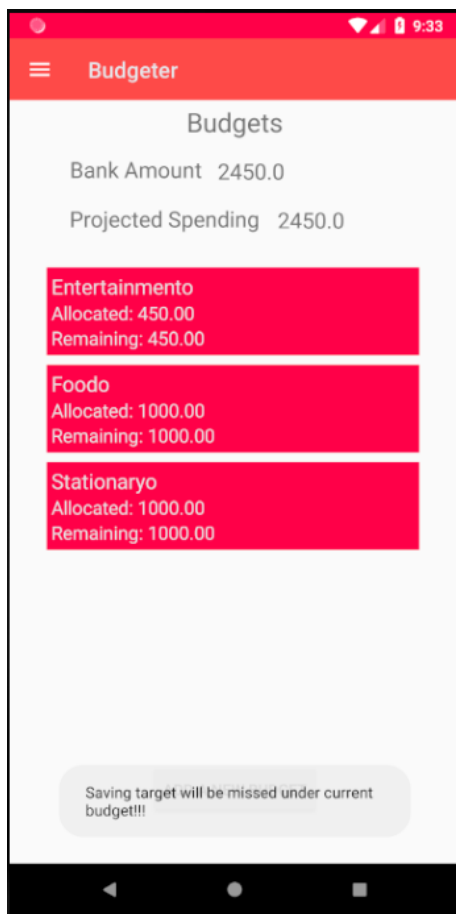 9:33
Budgeter
Budgets
Bank Amount 2450.0
Projected Spending 2450.0
Entertainmento
Allocated: 450.00
Remaining: 450.00
Foodo
Allocated: 1000.00
Remaining: 1000.00
Stationaryo
Allocated: 1000.00
Remaining: 1000.00
Saving target will be missed under current
budget!!!